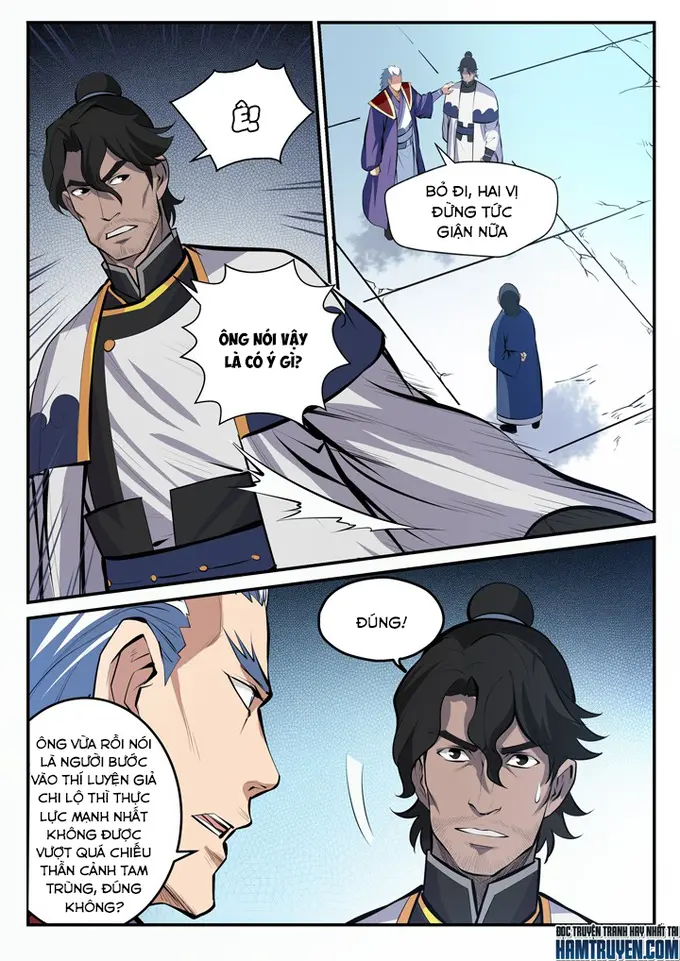 Ê!
BỎ ĐI, HAI VỊ
ĐỪNG TỨC
GIẬN NỮA
ÔNG NÓI VẬY
LÀ CÓ Ý GÌ?
ĐÚNG!
ÔNG VỪA RỒI NÓI
LÀ NGƯỜI BƯỚC
VÀO THÍ LUYỆN GIẢ
CHI LỘ THÌ THỰC
LỰC MẠNH NHẤT
KHÔNG ĐƯỢC
VƯỢT QUÁ CHIẾU
THẦN CẢNH TAM
TRÙNG, ĐÚNG
KHÔNG?
ĐỌC TRUYỆN TRANH HAY NHẤT TẠI
HAMTRUYEN.COM